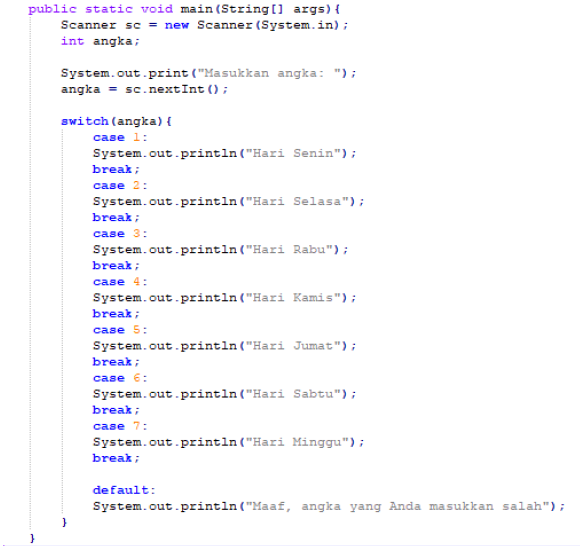 public static void main(String[] args){
Scanner sc = new Scanner(System.in);
int angka;
System.out.print("Masukkan angka: ");
angka = sc.nextInt();
switch(angka){
case 1:
System.out.println("Hari Senin");
break;
case 2:
System.out.println("Hari Selasa");
break;
case 3:
System.out.println("Hari Rabu");
break;
case 4:
System.out.println("Hari Kamis");
break;
case 5:
System.out.println("Hari Jumat");
break;
case 6:
System.out.println("Hari Sabtu");
break;
case 7:
System.out.println("Hari Minggu");
break;
default:
System.out.println("Maaf, angka yang Anda masukkan salah");
}
}